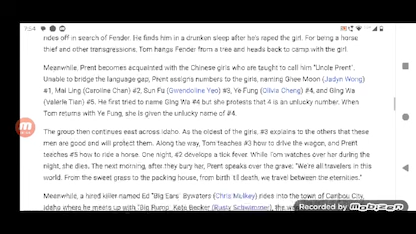 3:54
rides off in search of Fender. He finds him in a drunken sleep after he's raped the girl. For being a horse
thief and other transgressions, Tom hangs Fender from a tree and heads back to camp with the girl.
Meanwhile, Prent becomes acquainted with the Chinese girls who are taught to call him "Uncle Prent".
Unable to bridge the language gap, Prent assigns numbers to the girls, naming Ghee Moon (Jadyn Wong)
#1, Mai Ling (Caroline Chan) #2, Sun Fu (Gwendoline Yeo) #3, Ye Fung (Olivia Cheng) #4, and Ging Wa
(Valerie Tian) #5. He first tried to name Ging Wa #4 but she protests that 4 is an unlucky number. When
Tom returns with Ye Fung, she is given the unlucky name of #4.
The group then continues east across Idaho. As the oldest of the girls, #3 explains to the others that these
men are good and will protect them. Along the way, Tom teaches #3 how to drive the wagon, and Prent
teaches #5 how to ride a horse. One night, #2 develops a tick fever. While Tom watches over her during
the night, she dies. The next morning, after they bury her, Prent speaks over the grave: "We're all travelers in
this world. From the sweet grass to the packing house, from birth 'til death, we travel between the eternities."
Meanwhile, a hired killer named Ed "Big Ears" Bywaters (Chris Mulkey) rides into the town of Caribou City,
Idaho where he meets up with "Big Rump" Kate Becker (Rusty Schwimmer), the
Recorded by mobizen